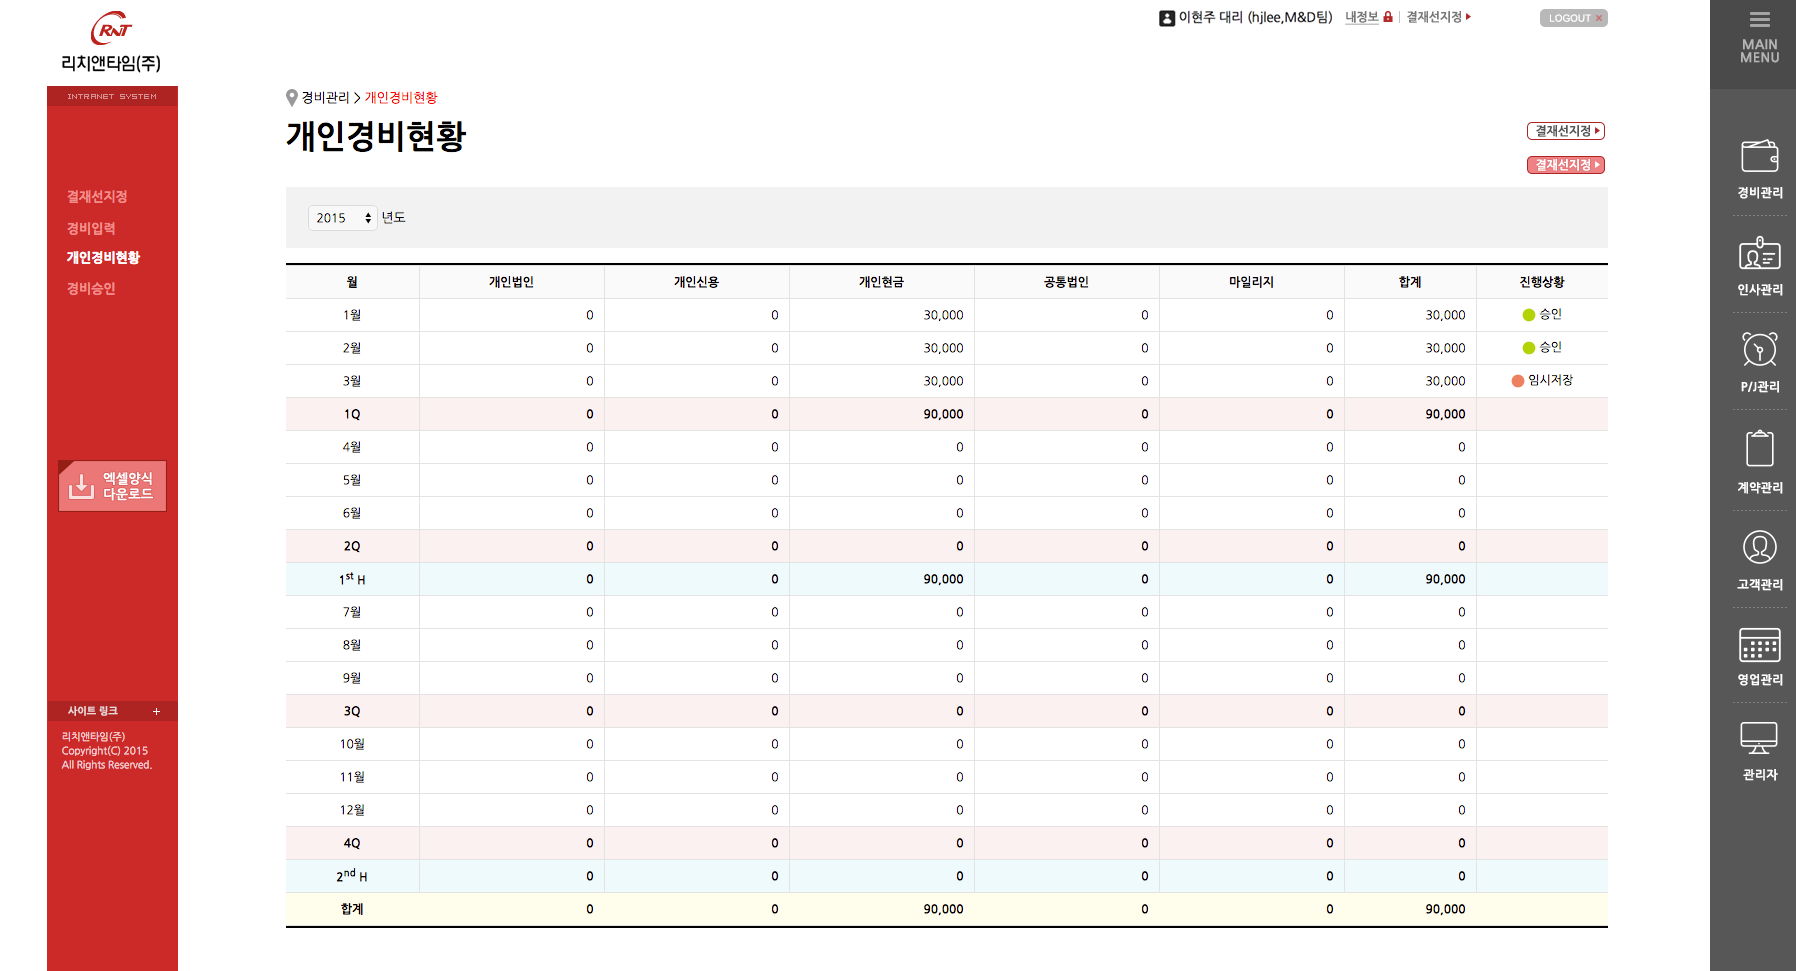 RNT
리치앤타임(주)
INTRANET SYSTEM
결재선지정
경비입력
개인경비현황
경비승인
엑셀양식
다운로드
사이트 링크 +
리치앤타임(주)
Copyright(C) 2015
All Rights Reserved.
이현주 대리 (hjlee,M&D팀) 내정보 | 결재선지정 LOGOUT ×
경비관리 > 개인경비현황
개인경비현황
결재선지정
결재선지정
2015 년도
월 개인법인 개인신용 개인현금 공통법인 마일리지 합계 진행상황
1월 0 0 30,000 0 0 30,000 승인
2월 0 0 30,000 0 0 30,000 승인
3월 0 0 30,000 0 0 30,000 임시저장
1Q 0 0 90,000 0 0 90,000
4월 0 0 0 0 0 0
5월 0 0 0 0 0 0
6월 0 0 0 0 0 0
2Q 0 0 0 0 0 0
1st H 0 0 90,000 0 0 90,000
7월 0 0 0 0 0 0
8월 0 0 0 0 0 0
9월 0 0 0 0 0 0
3Q 0 0 0 0 0 0
10월 0 0 0 0 0 0
11월 0 0 0 0 0 0
12월 0 0 0 0 0 0
4Q 0 0 0 0 0 0
2nd H 0 0 0 0 0 0
합계 0 0 90,000 0 0 90,000
MAIN
MENU
경비관리
인사관리
P/J관리
계약관리
고객관리
영업관리
관리자